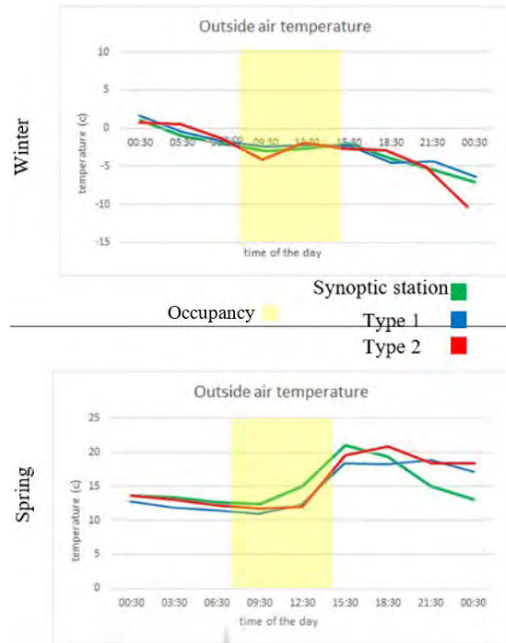 Outside air temperature
10
5
0
-5
-10
-15
00:30 03:30 09:30 12:30 15:30 18:30 21:30 00:30
temperature (c)
time of the day
Winter
Synoptic station
Occupancy
Type 1
Type 2
Outside air temperature
25
20
15
10
5
0
00:30 03:30 06:30 09:30 12:30 15:30 18:30 21:30 00:30
temperature (c)
time of the day
Spring